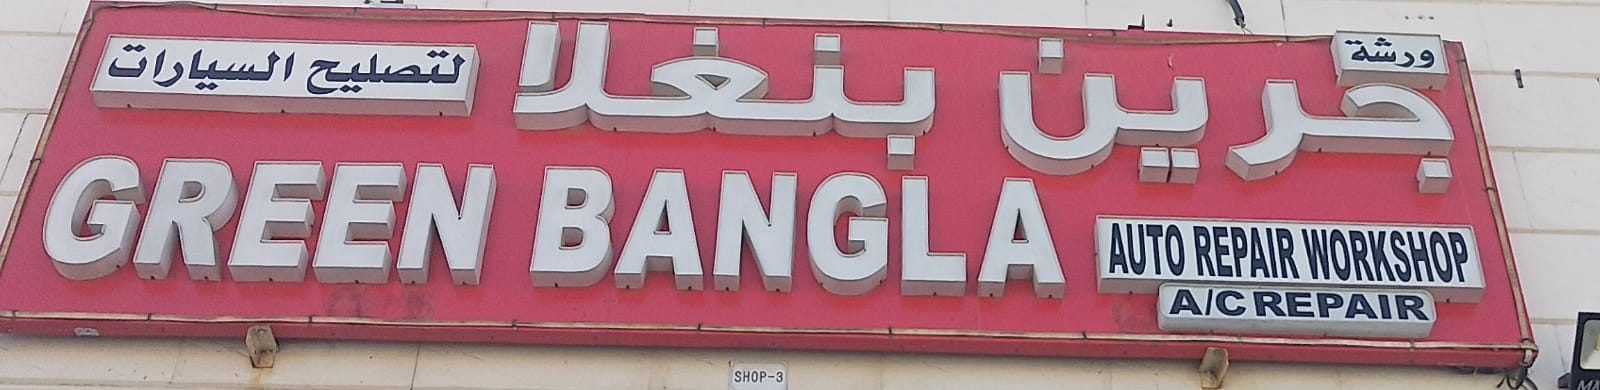 ورشة
جرين بنغلا
لتصليح السيارات
GREEN BANGLA
AUTO REPAIR WORKSHOP
A/C REPAIR
SHOP-3